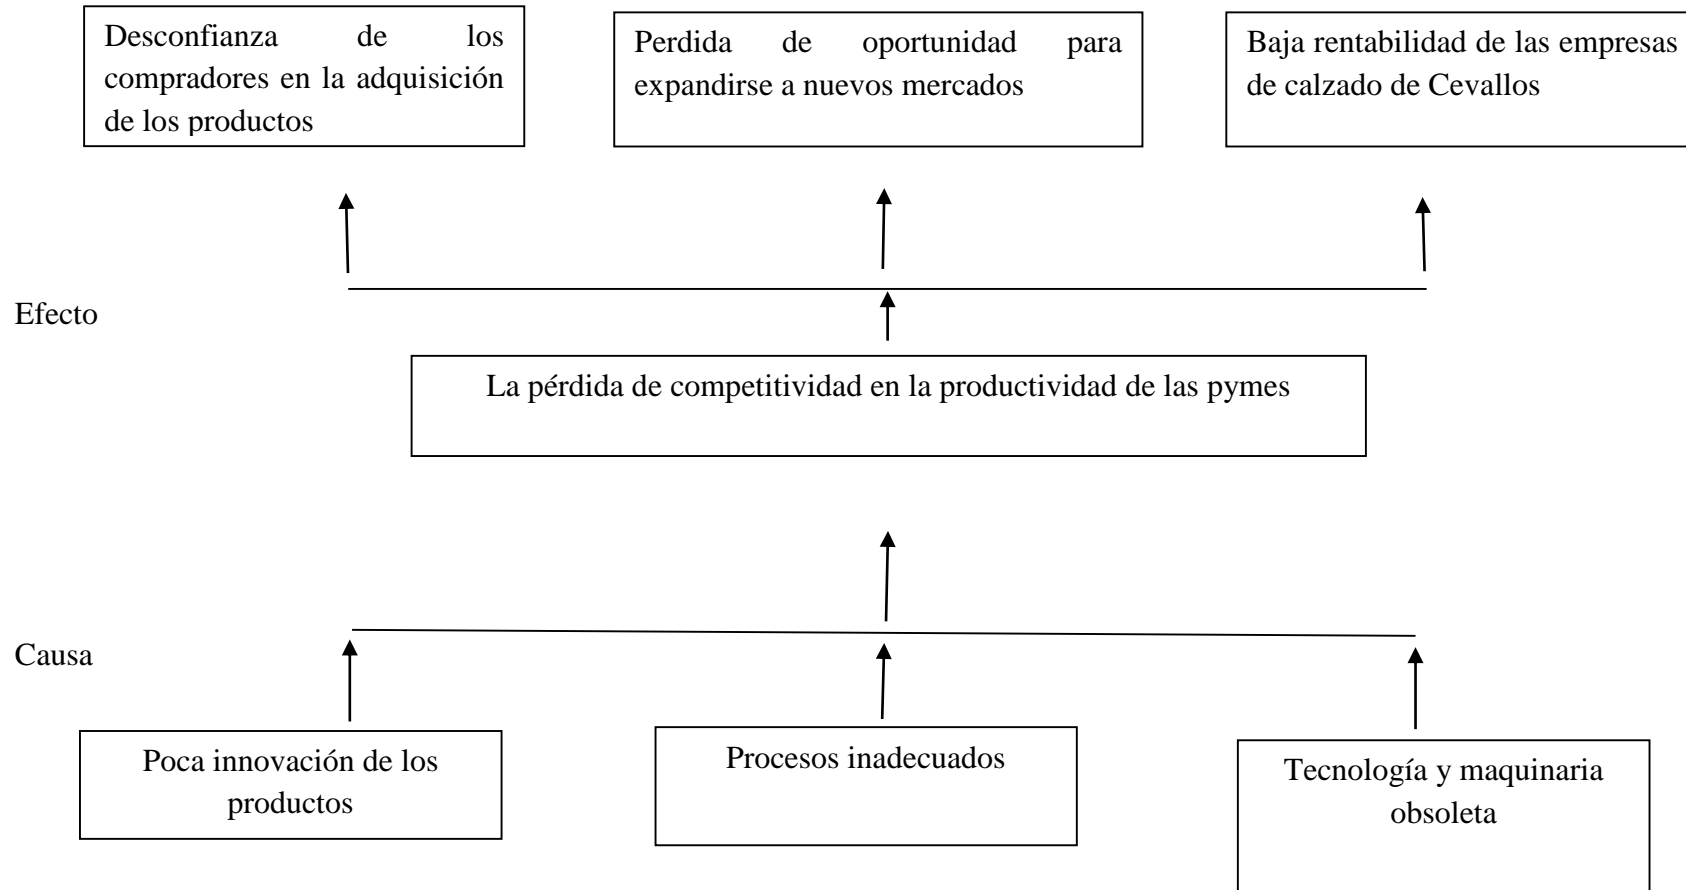 Desconfianza de los
compradores en la adquisición
de los productos
Perdida de oportunidad para
expandirse a nuevos mercados
Baja rentabilidad de las empresas
de calzado de Cevallos
Efecto
La pérdida de competitividad en la productividad de las pymes
Causa
Poca innovación de los
productos
Procesos inadecuados
Tecnología y maquinaria
obsoleta